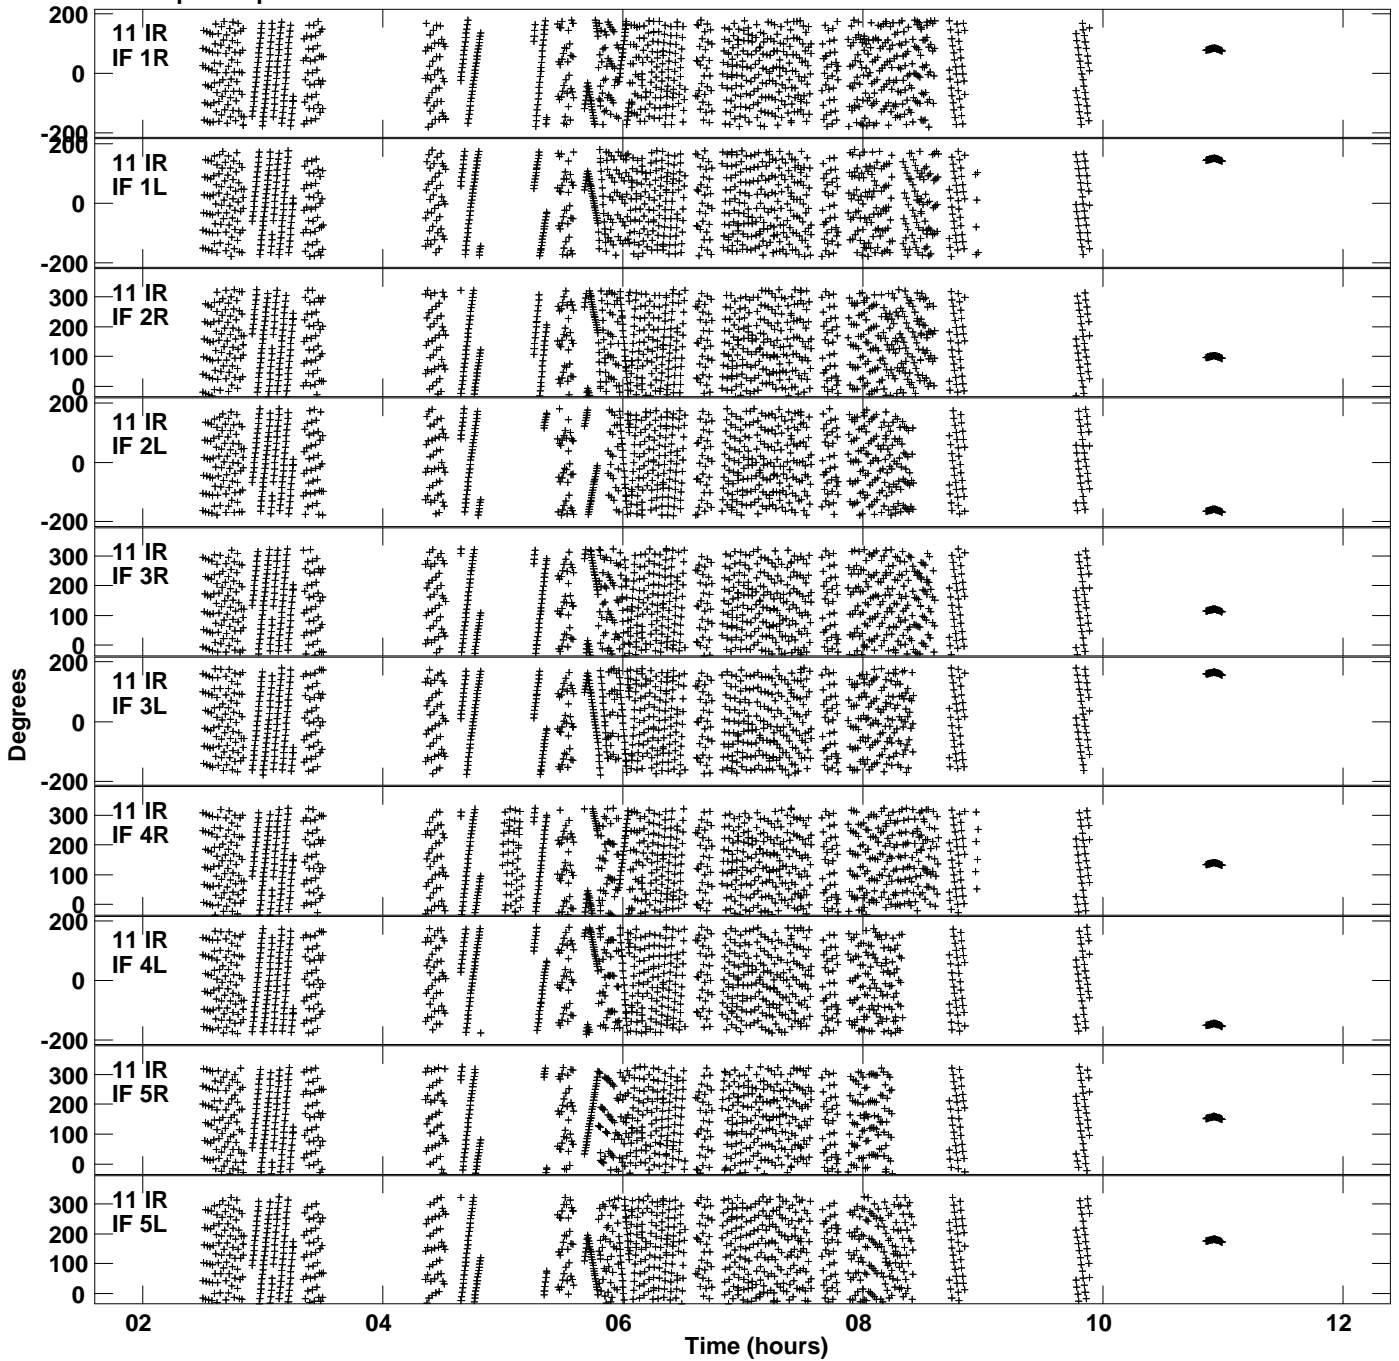 200
11 IR
IF 1R
0
-200
200
11 IR
IF 1L
0
-200
11 IR
IF 2R
300
200
100
0
200
11 IR
IF 2L
0
-200
11 IR
IF 3R
300
200
100
0
200
11 IR
IF 3L
0
-200
11 IR
IF 4R
300
200
100
0
200
11 IR
IF 4L
0
-200
11 IR
IF 5R
300
200
100
0
11 IR
IF 5L
300
200
100
0
Degrees
02 04 06 08 10 12
Time (hours)